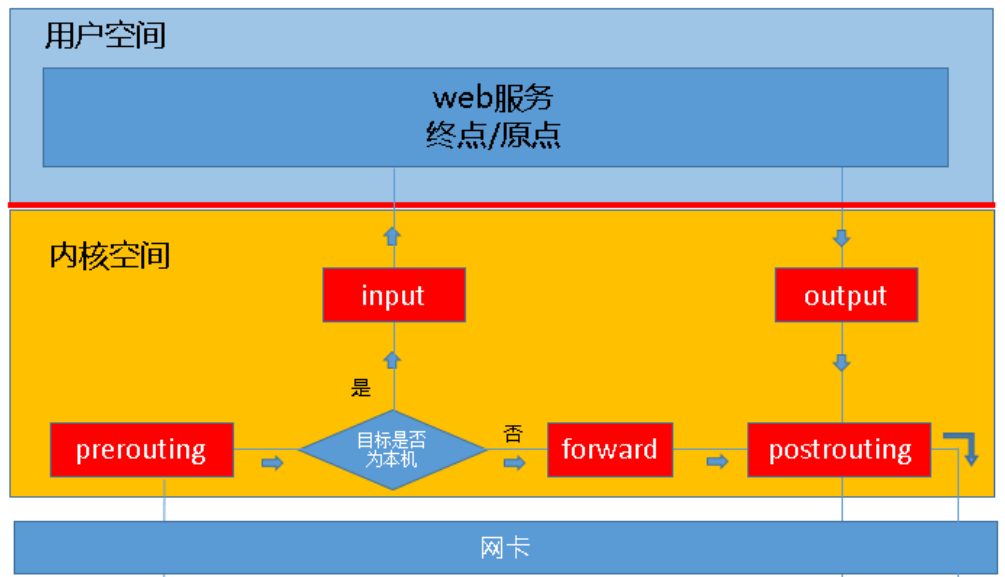 用户空间
web服务
终点/原点
内核空间
input
output
是
prerouting
目标是否
为本机
否
forward
postrouting
网卡